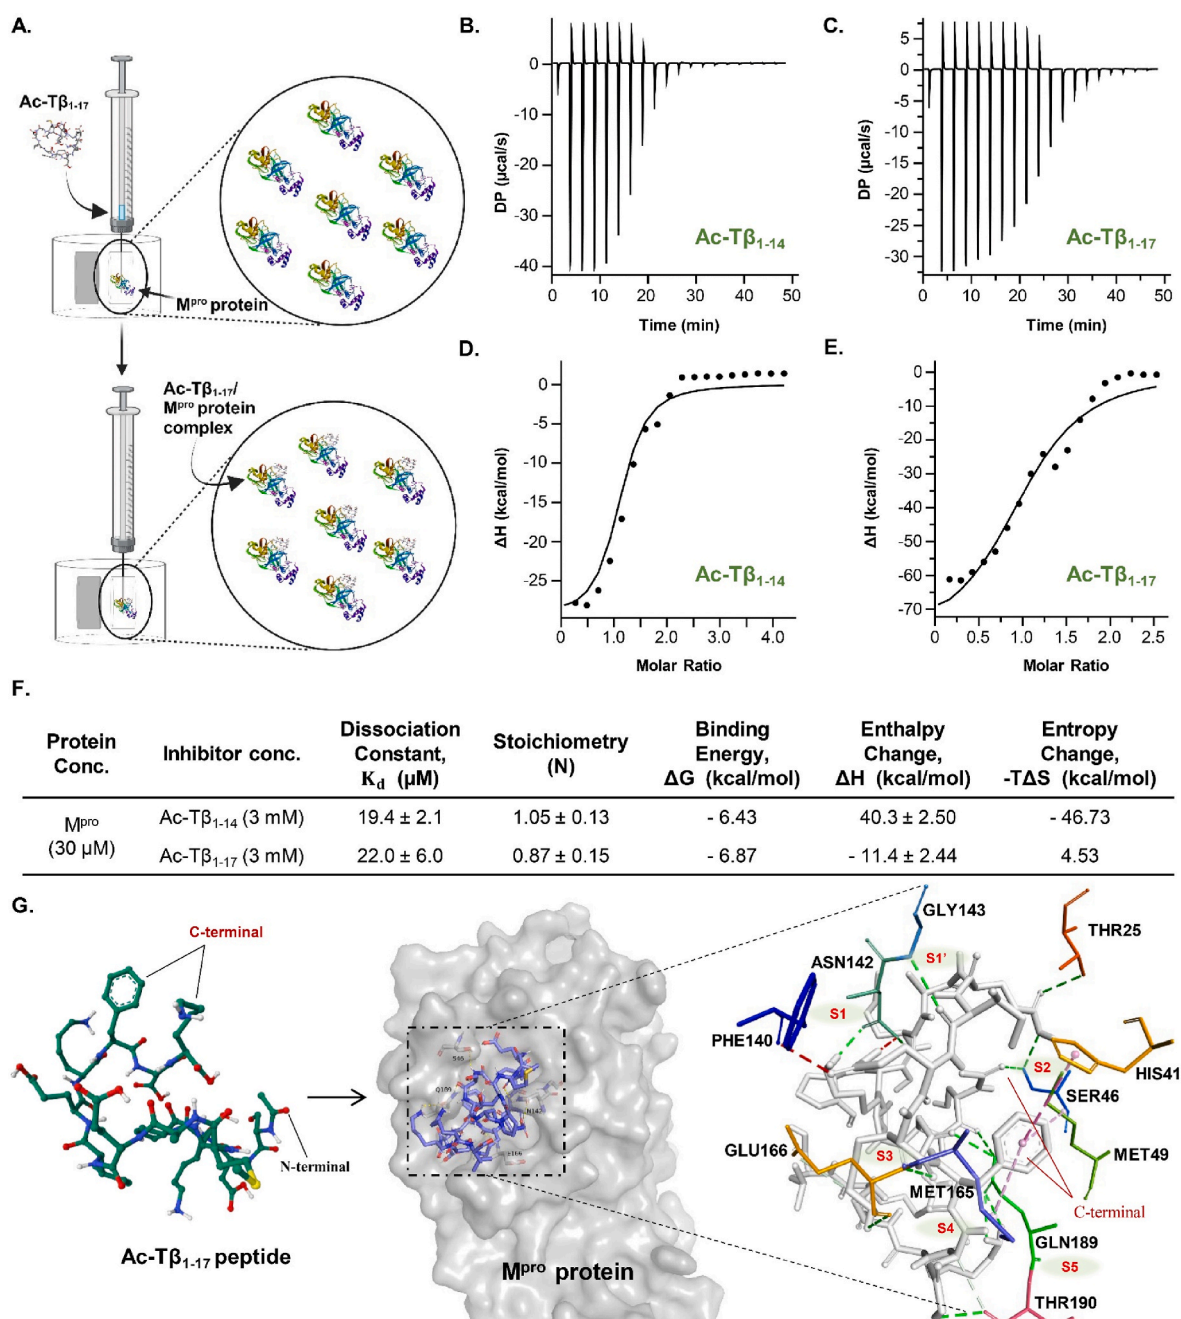 A.
Ac-Tβ1-17
Mpro protein
Ac-Tβ1-17/
Mpro protein
complex
B.
DP (µcal/s)
0
-10
-20
-30
-40
Ac-Tβ1-14
0 10 20 30 40 50
Time (min)
C.
DP (µcal/s)
5
0
-5
-10
-15
-20
-25
-30
Ac-Tβ1-17
0 10 20 30 40 50
Time (min)
D.
ΔH (kcal/mol)
0
-5
-10
-15
-20
-25
Ac-Tβ1-14
0 1.0 2.0 3.0 4.0
Molar Ratio
E.
ΔH (kcal/mol)
0
-10
-20
-30
-40
-50
-60
-70
Ac-Tβ1-17
0 0.5 1.0 1.5 2.0 2.5
Molar Ratio
F.
Protein Conc. Inhibitor conc. Dissociation Constant, Kd (µM) Stoichiometry (N) Binding Energy, ΔG (kcal/mol) Enthalpy Change, ΔH (kcal/mol) Entropy Change, -TΔS (kcal/mol)
Mpro (30 µM) Ac-Tβ1-14 (3 mM) 19.4 ± 2.1 1.05 ± 0.13 - 6.43 40.3 ± 2.50 - 46.73
Ac-Tβ1-17 (3 mM) 22.0 ± 6.0 0.87 ± 0.15 - 6.87 - 11.4 ± 2.44 4.53
G.
C-terminal
N-terminal
Ac-Tβ1-17 peptide
S46
Q189
N142
E166
Mpro protein
GLY143
THR25
ASN142
S1'
S1
PHE140
S2
HIS41
SER46
GLU166
S3
MET49
MET165
C-terminal
S4
GLN189
S5
THR190